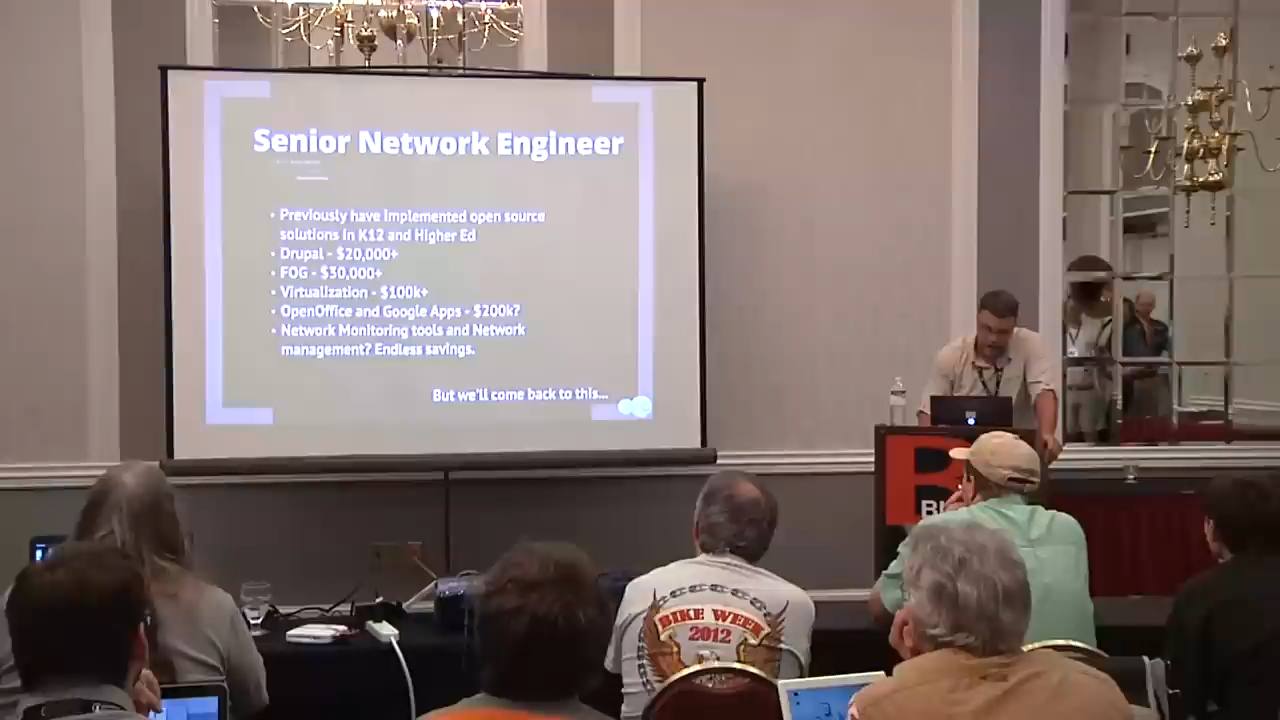 Senior Network Engineer
• Previously have implemented open source
solutions in K12 and Higher Ed
• Drupal - $20,000+
• FOG - $30,000+
• Virtualization - $100k+
• OpenOffice and Google Apps - $200k?
• Network Monitoring tools and Network
management? Endless savings.
But we'll come back to this...
BIKE WEEK
2012